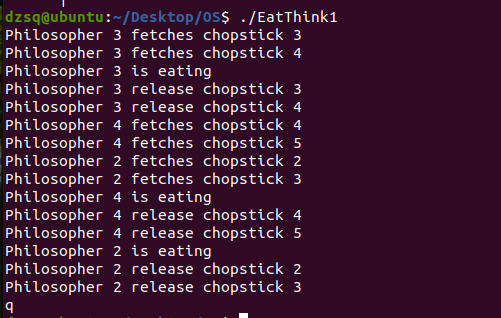 dzsq@ubuntu:~/Desktop/OS$ ./EatThink1
Philosopher 3 fetches chopstick 3
Philosopher 3 fetches chopstick 4
Philosopher 3 is eating
Philosopher 3 release chopstick 3
Philosopher 3 release chopstick 4
Philosopher 4 fetches chopstick 4
Philosopher 4 fetches chopstick 5
Philosopher 2 fetches chopstick 2
Philosopher 2 fetches chopstick 3
Philosopher 4 is eating
Philosopher 4 release chopstick 4
Philosopher 4 release chopstick 5
Philosopher 2 is eating
Philosopher 2 release chopstick 2
Philosopher 2 release chopstick 3
q